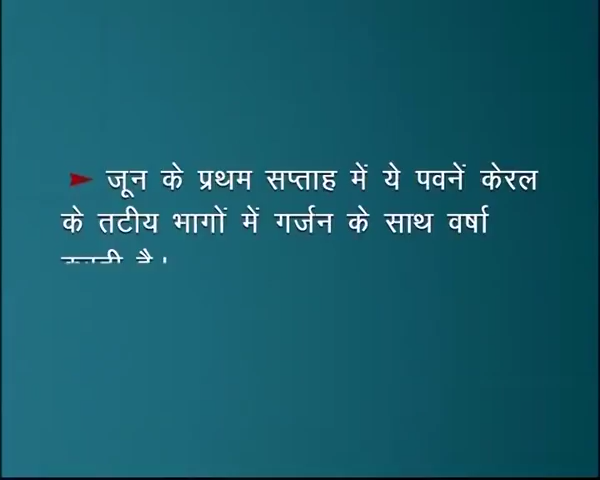 जून के प्रथम सप्ताह में ये पवनें केरल
के तटीय भागों में गर्जन के साथ वर्षा
है।